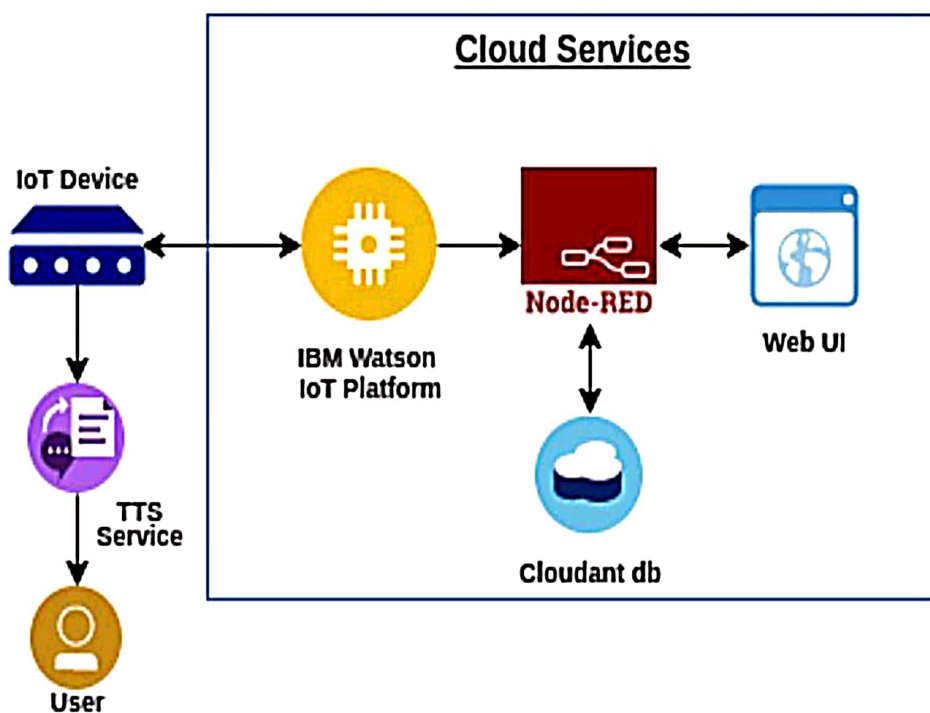 Cloud Services
IoT Device
Node-RED
Web UI
IBM Watson
IoT Platform
TTS
Service
Cloudant db
User